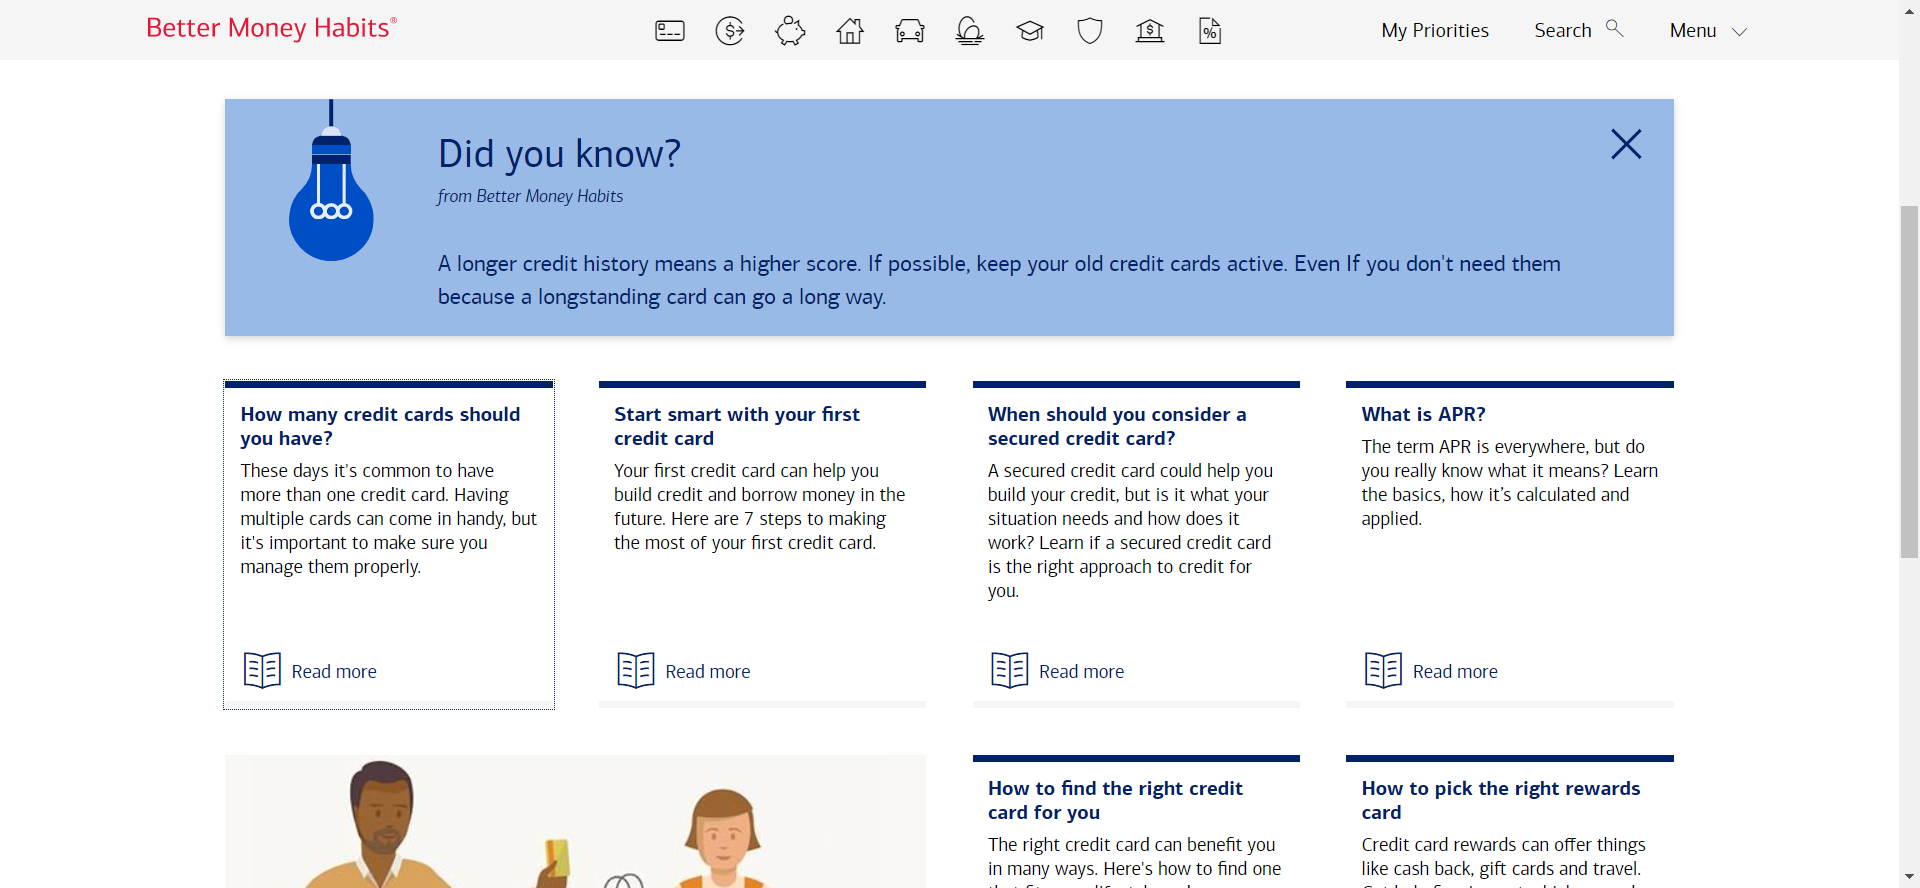 Better Money Habits®
My Priorities
Search
Menu
Did you know?
from Better Money Habits
A longer credit history means a higher score. If possible, keep your old credit cards active. Even If you don't need them
because a longstanding card can go a long way.
How many credit cards should
you have?
These days it's common to have
more than one credit card. Having
multiple cards can come in handy, but
it's important to make sure you
manage them properly.
Read more
Start smart with your first
credit card
Your first credit card can help you
build credit and borrow money in the
future. Here are 7 steps to making
the most of your first credit card.
Read more
When should you consider a
secured credit card?
A secured credit card could help you
build your credit, but is it what your
situation needs and how does it
work? Learn if a secured credit card
is the right approach to credit for
you.
Read more
What is APR?
The term APR is everywhere, but do
you really know what it means? Learn
the basics, how it’s calculated and
applied.
Read more
How to find the right credit
card for you
The right credit card can benefit you
in many ways. Here's how to find one
How to pick the right rewards
card
Credit card rewards can offer things
like cash back, gift cards and travel.